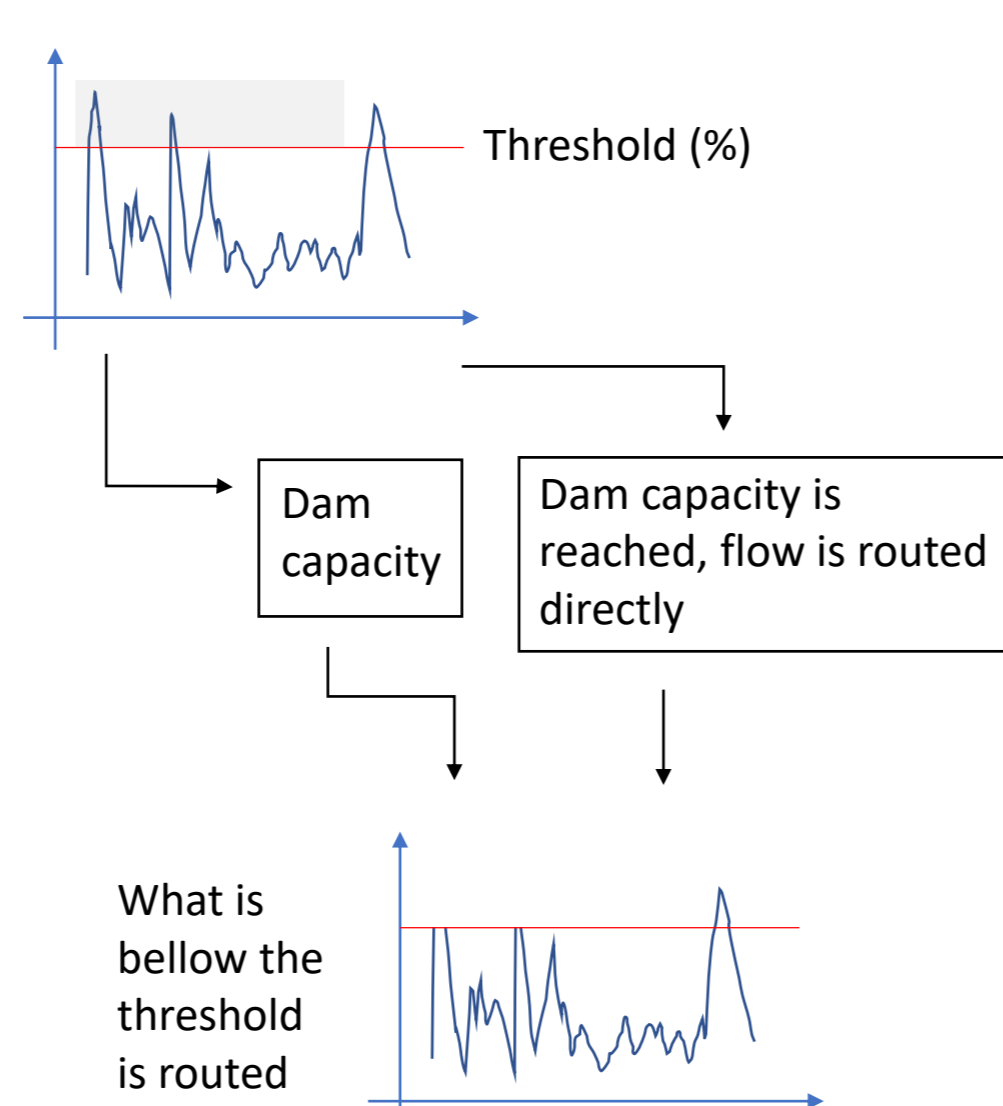 Threshold (%)
Dam
capacity
Dam capacity is
reached, flow is routed
directly
What is
bellow the
threshold
is routed